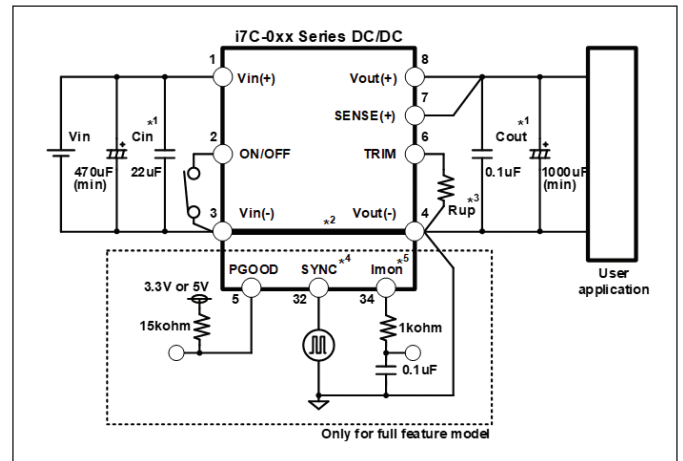 i7C-0xx Series DC/DC
1
Vin(+)
Vout(+)
8
7
SENSE(+)
Vin
470uF
(min)
Cin
*1
22uF
2
ON/OFF
TRIM
6
Rup
*3
Cout
*1
0.1uF
1000uF
(min)
3
Vin(-)
*2
Vout(-)
4
User
application
PGOOD
SYNC
*4
Imon
*5
3.3V or 5V
5
32
34
15kohm
1kohm
0.1uF
Only for full feature model